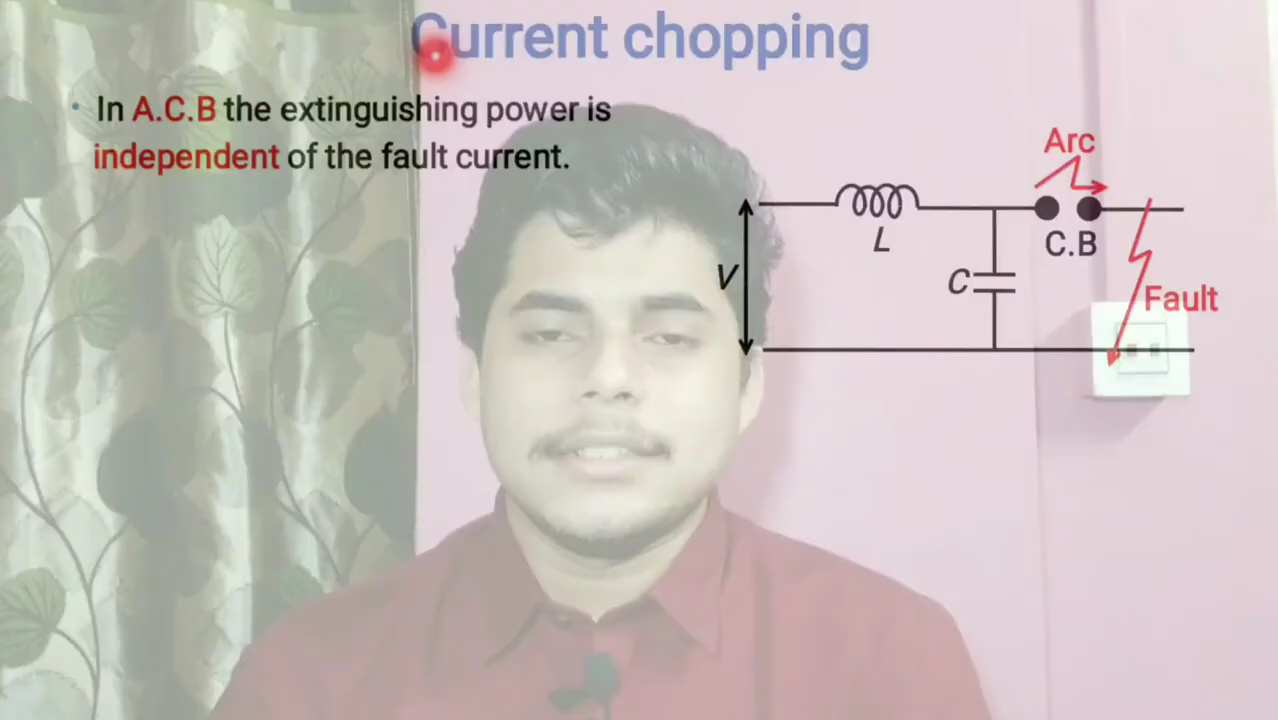 Current chopping
• In A.C.B the extinguishing power is
independent of the fault current.
Arc
L
C.B
V
C
Fault